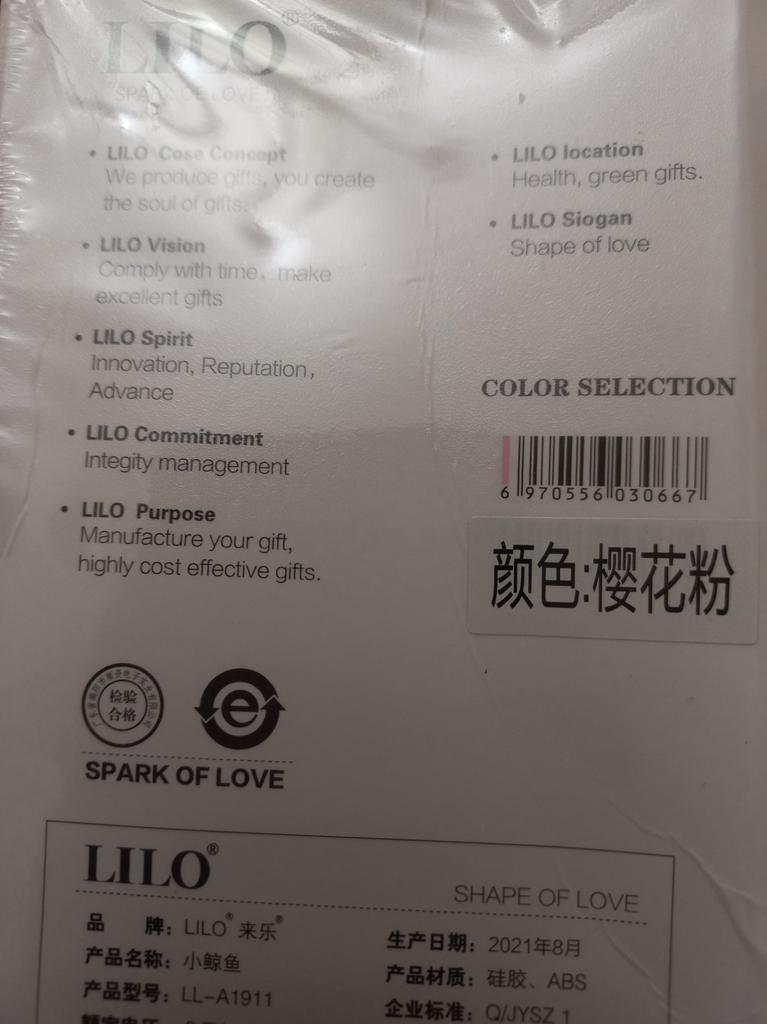 LILO®
SPARK OF LOVE
• LILO Cose Concept
We produce gifts, you create
the soul of gifts.
• LILO Vision
Comply with time, make
excellent gifts
• LILO Spirit
Innovation, Reputation,
Advance
• LILO Commitment
Integity management
• LILO Purpose
Manufacture your gift,
highly cost effective gifts.
• LILO location
Health, green gifts.
• LILO Siogan
Shape of love
COLOR SELECTION
6 970556 030667
颜色:樱花粉
检验
合格
e
SPARK OF LOVE
LILO®
SHAPE OF LOVE
品 牌: LILO®来乐®
产品名称: 小鲸鱼
产品型号: LL-A1911
生产日期: 2021年8月
产品材质: 硅胶、ABS
企业标准: Q/JYSZ 1